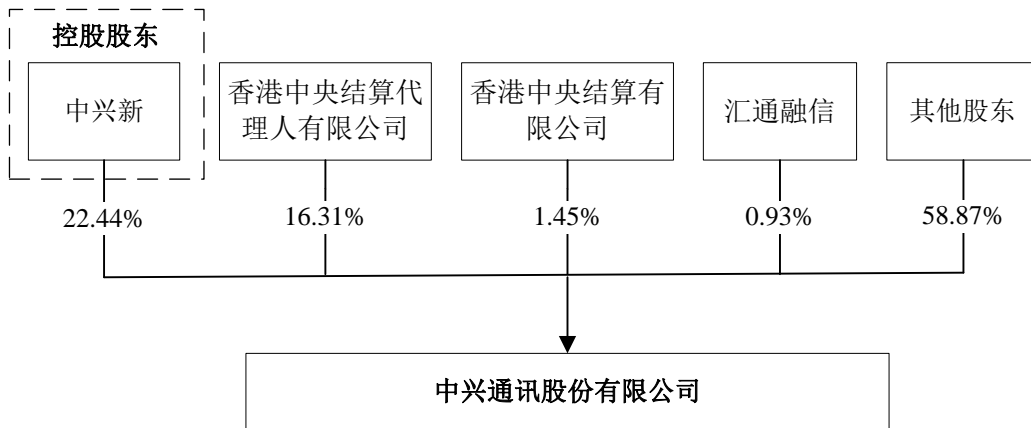 控股股东
中兴新
香港中央结算代
理人有限公司
香港中央结算有
限公司
汇通融信
其他股东
22.44%
16.31%
1.45%
0.93%
58.87%
中兴通讯股份有限公司